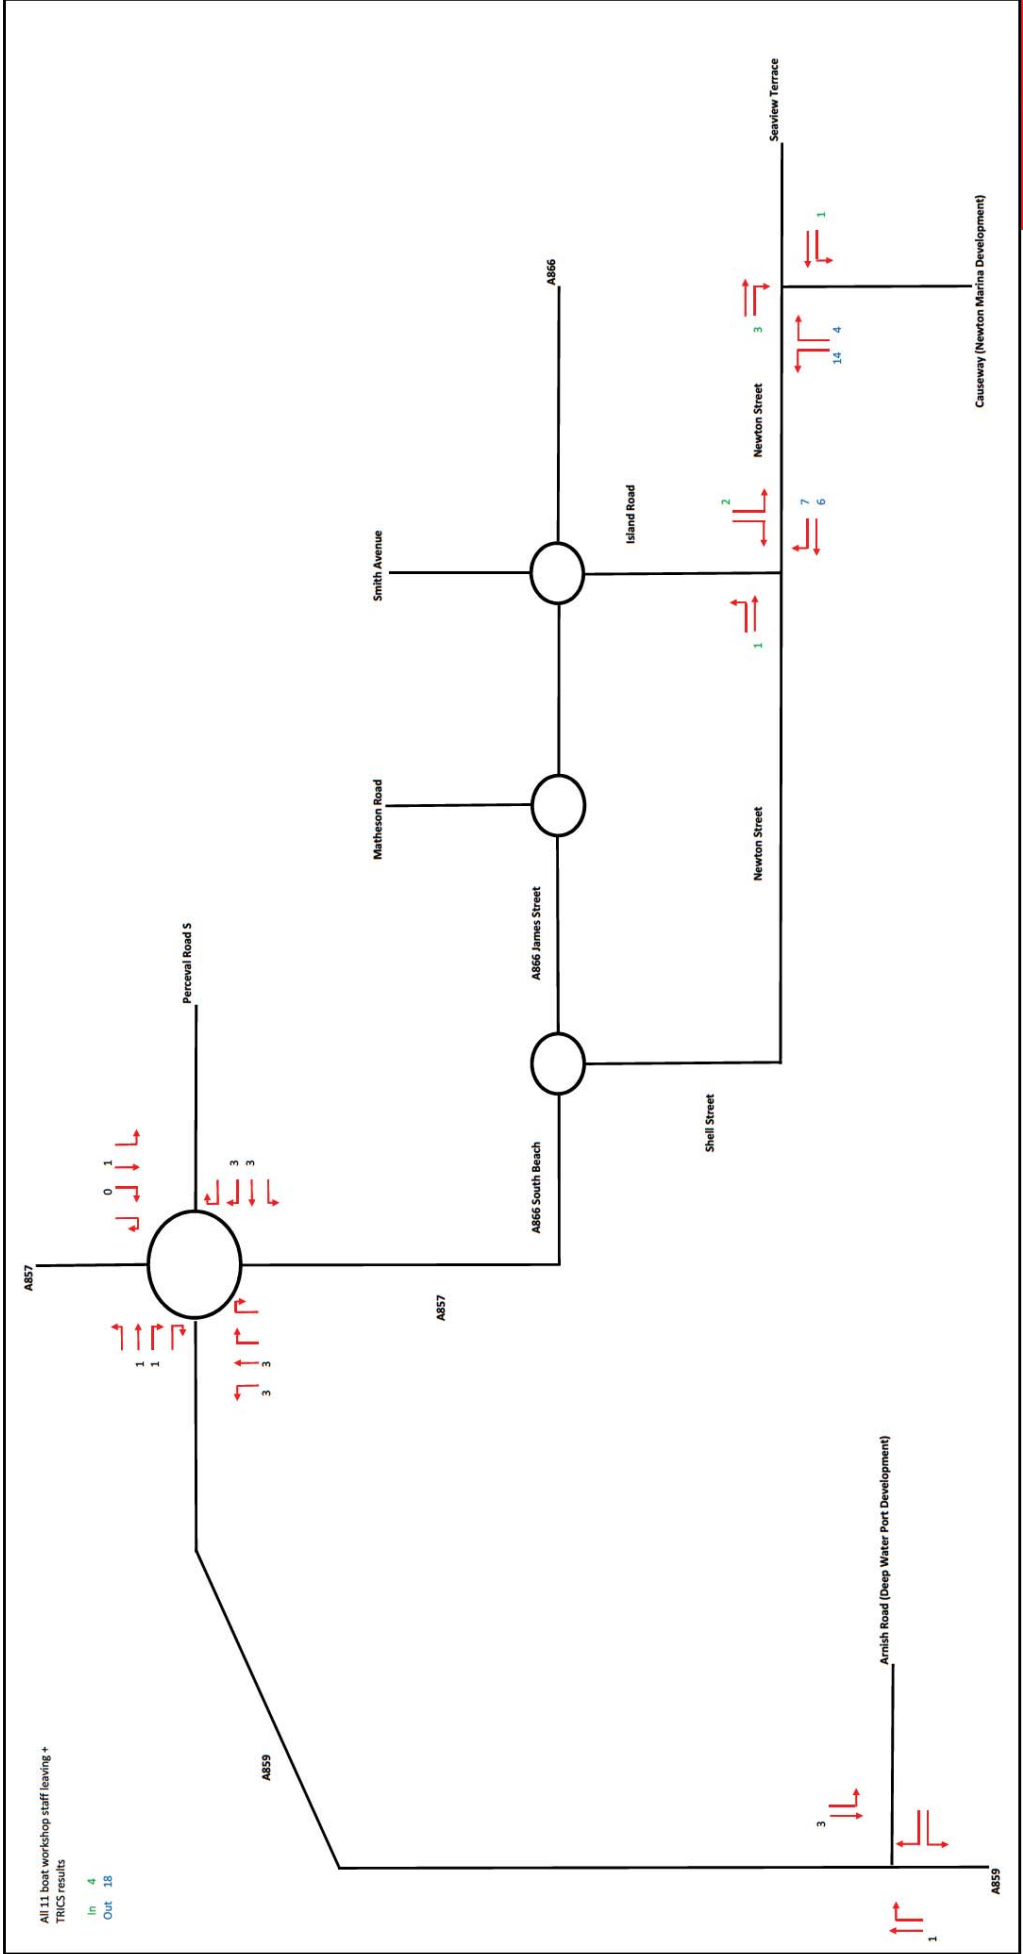 A857
All 11 boat workshop staff leaving +
TRICS results
In 4
Out 18
0 1
1
1
Perceval Road S
3
3
A859
3 3
Matheson Road
Smith Avenue
A857
A866 South Beach
A866 James Street
A866
Island Road
Shell Street
2
Newton Street
1
Newton Street
3
Seaview Terrace
7
6
1
14 4
3
Arnish Road (Deep Water Port Development)
1
Causeway (Newton Marina Development)
A859